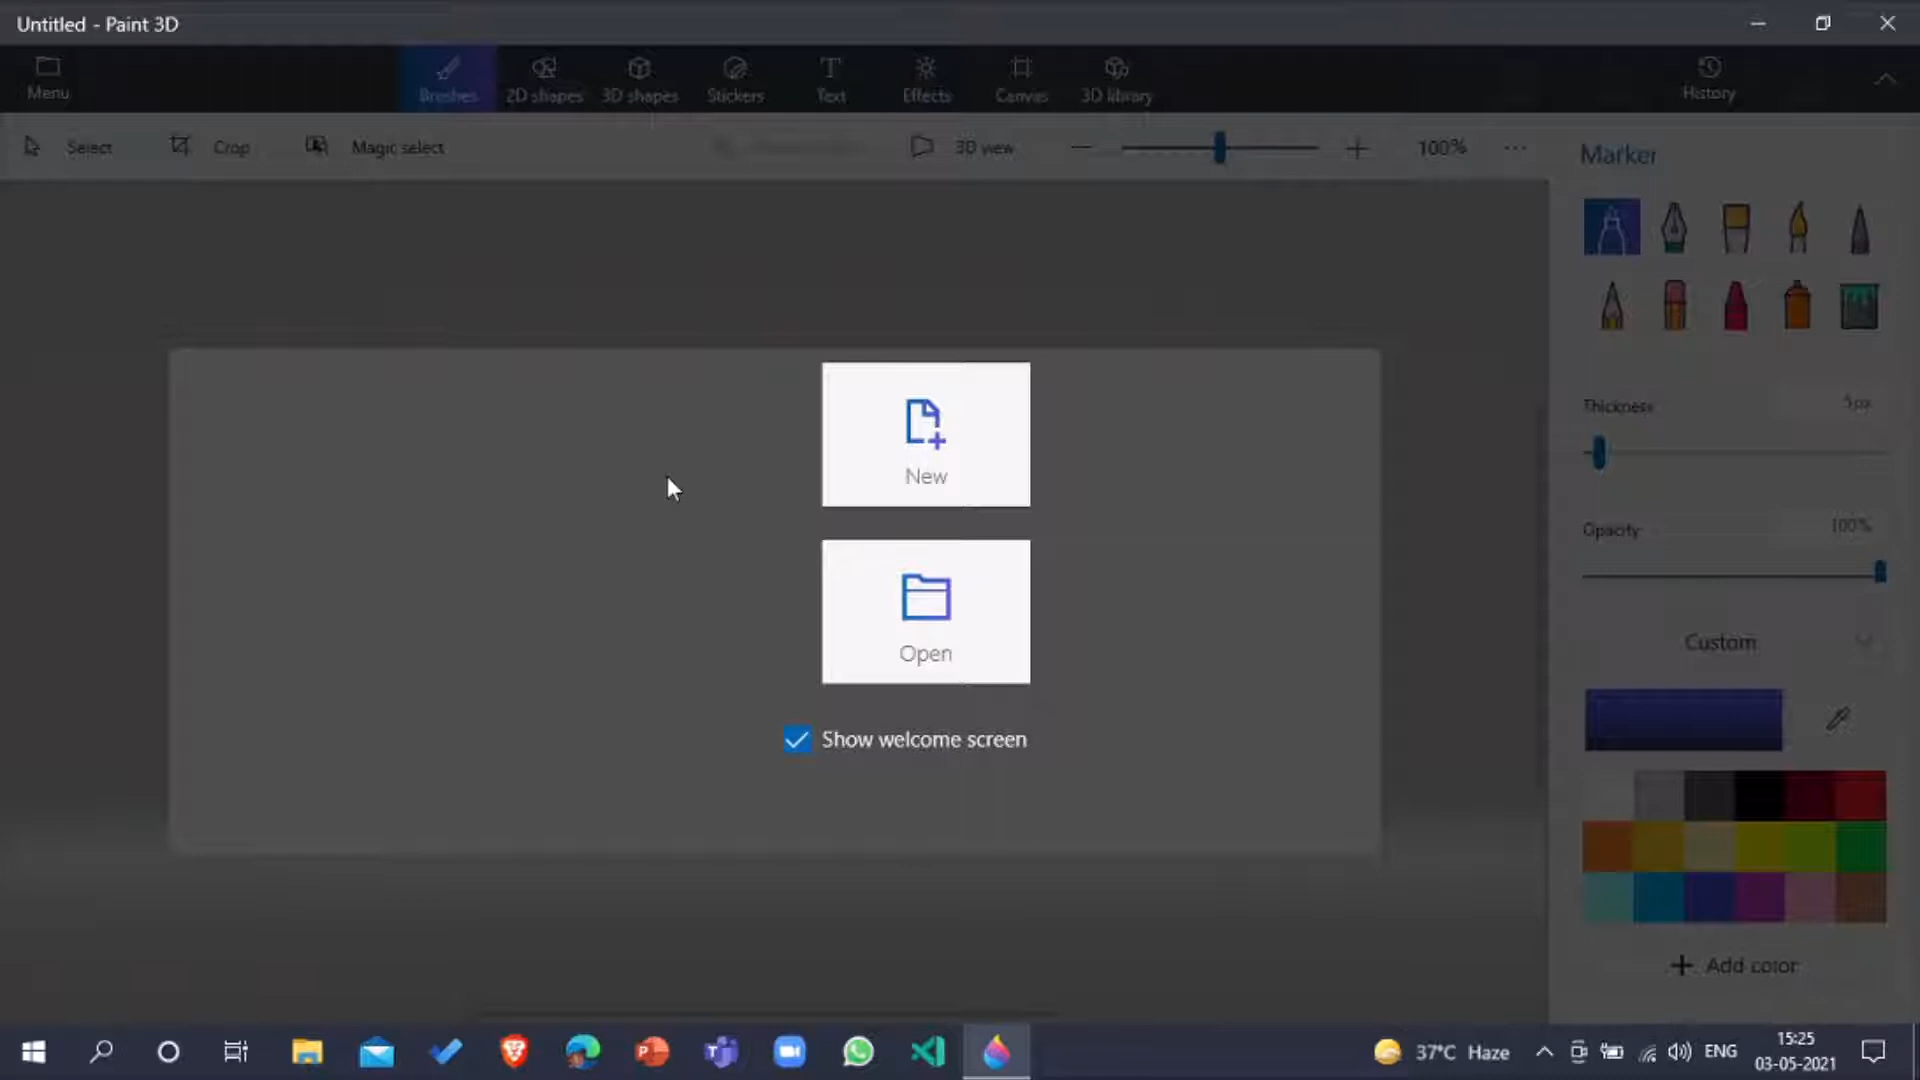 Untitled - Paint 3D
Menu
Brushes
2D shapes
3D shapes
Stickers
Text
Effects
Canvas
3D library
History
Select
Crop
Magic select
3D view
100%
Marker
Thickness
5px
Opacity
100%
Custom
Add color
New
Open
Show welcome screen
37°C Haze
ENG
15:25
03-05-2021